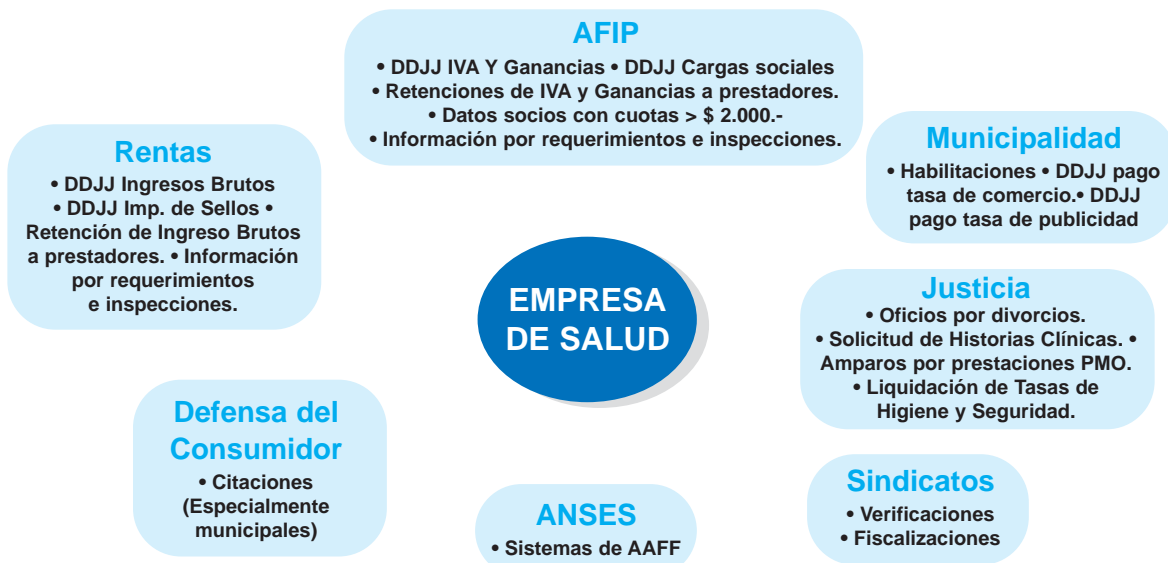 AFIP
• DDJJ IVA Y Ganancias • DDJJ Cargas sociales
• Retenciones de IVA y Ganancias a prestadores.
• Datos socios con cuotas > $ 2.000.-
• Información por requerimientos e inspecciones.
Rentas
• DDJJ Ingresos Brutos
• DDJJ Imp. de Sellos •
Retención de Ingreso Brutos
a prestadores. • Información
por requerimientos
e inspecciones.
Municipalidad
• Habilitaciones • DDJJ pago
tasa de comercio.• DDJJ
pago tasa de publicidad
EMPRESA
DE SALUD
Justicia
• Oficios por divorcios.
• Solicitud de Historias Clínicas. •
Amparos por prestaciones PMO.
• Liquidación de Tasas de
Higiene y Seguridad.
Defensa del
Consumidor
• Citaciones
(Especialmente
municipales)
ANSES
• Sistemas de AAFF
Sindicatos
• Verificaciones
• Fiscalizaciones